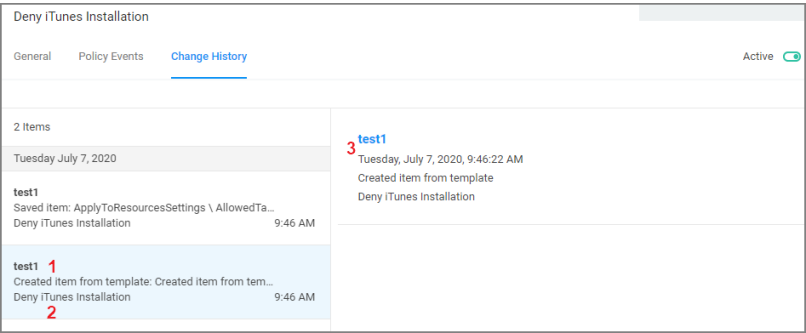 Deny iTunes Installation
General Policy Events Change History Active
2 Items
Tuesday July 7, 2020
test1
Saved item: ApplyToResourcesSettings \ AllowedTa...
Deny iTunes Installation 9:46 AM
test1 1
Created item from template: Created item from tem...
Deny iTunes Installation 9:46 AM
2
test1
3
Tuesday, July 7, 2020, 9:46:22 AM
Created item from template
Deny iTunes Installation